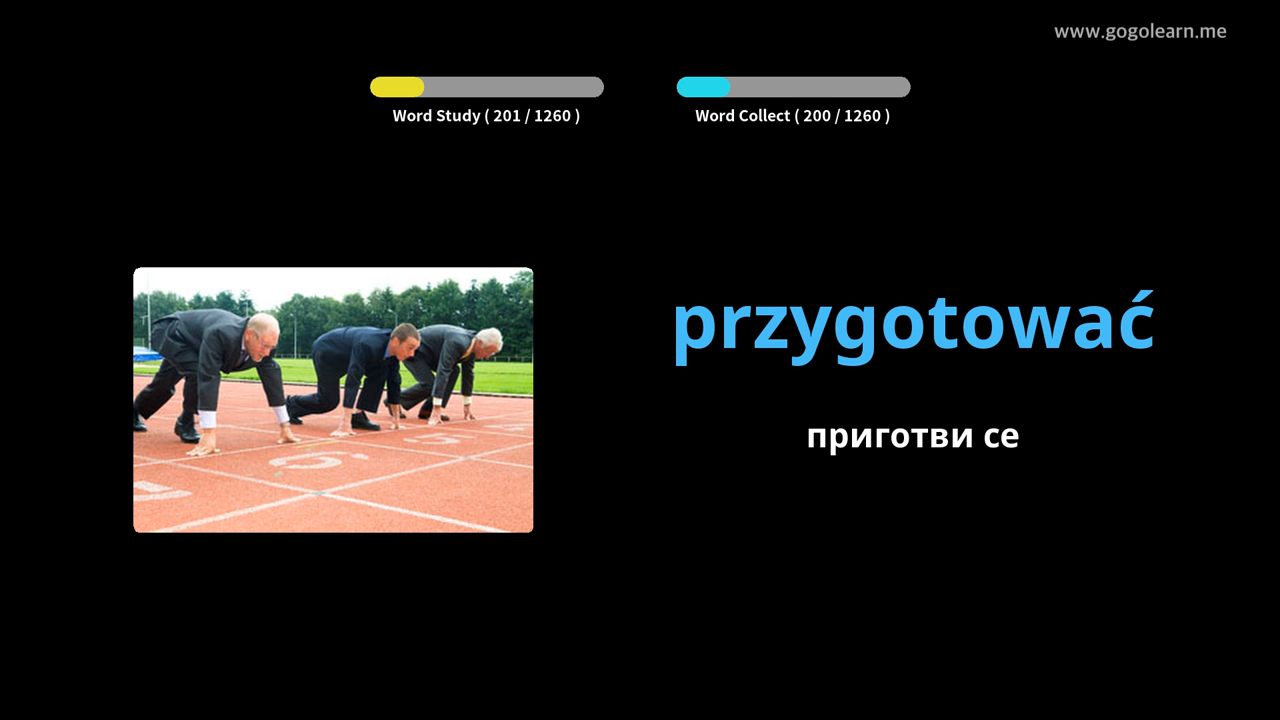 www.gogolearn.me
Word Study ( 201 / 1260 )
Word Collect ( 200 / 1260 )
przygotować
приготви се